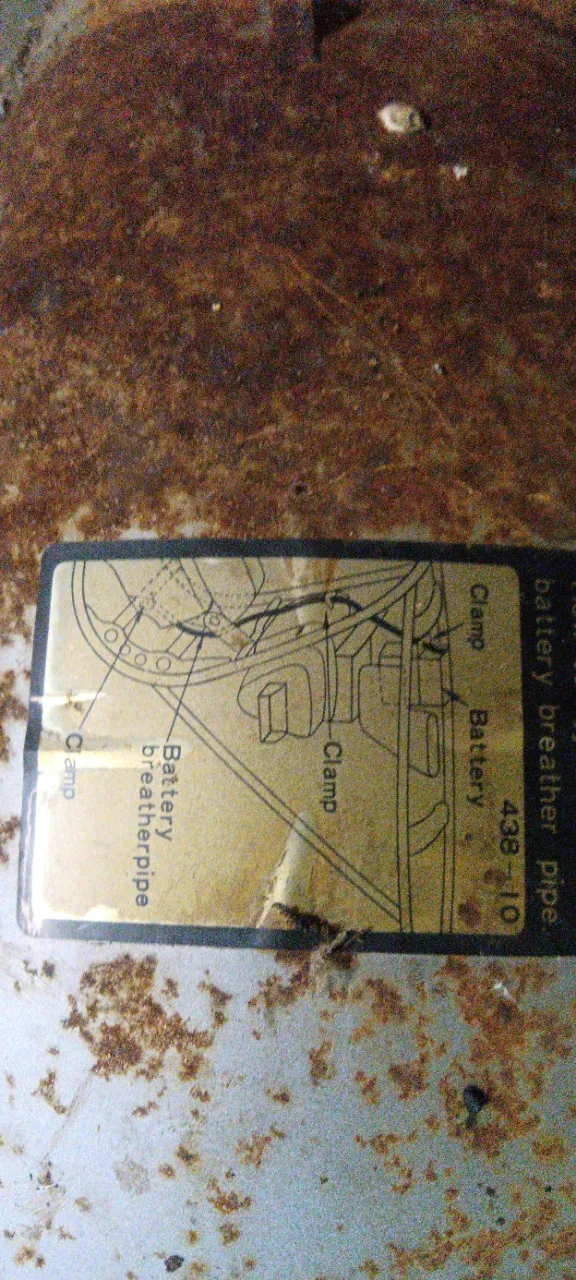 battery breather pipe.
438-10
Clamp
Battery
Clamp
Battery
breatherpipe
Clamp